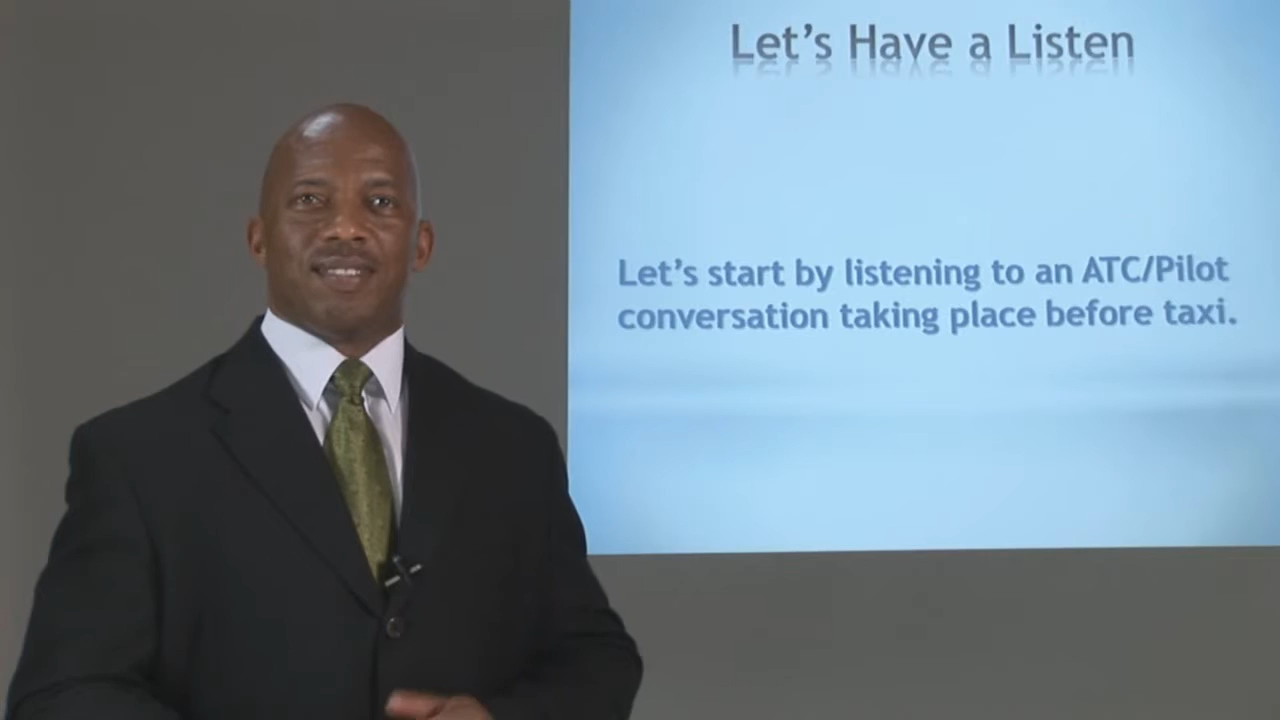 Let's Have a Listen
Let's start by listening to an ATC/Pilot
conversation taking place before taxi.